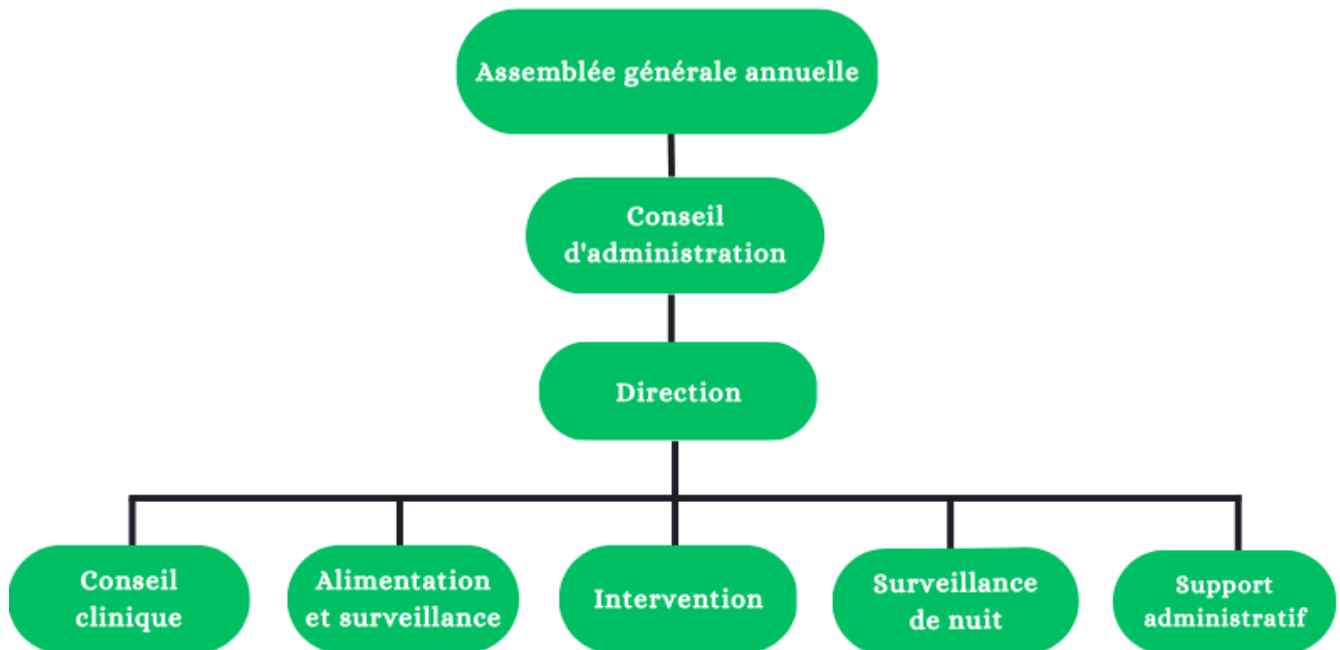 Assemblée générale annuelle
Conseil
d'administration
Direction
Conseil
clinique
Alimentation
et surveillance
Intervention
Surveillance
de nuit
Support
administratif